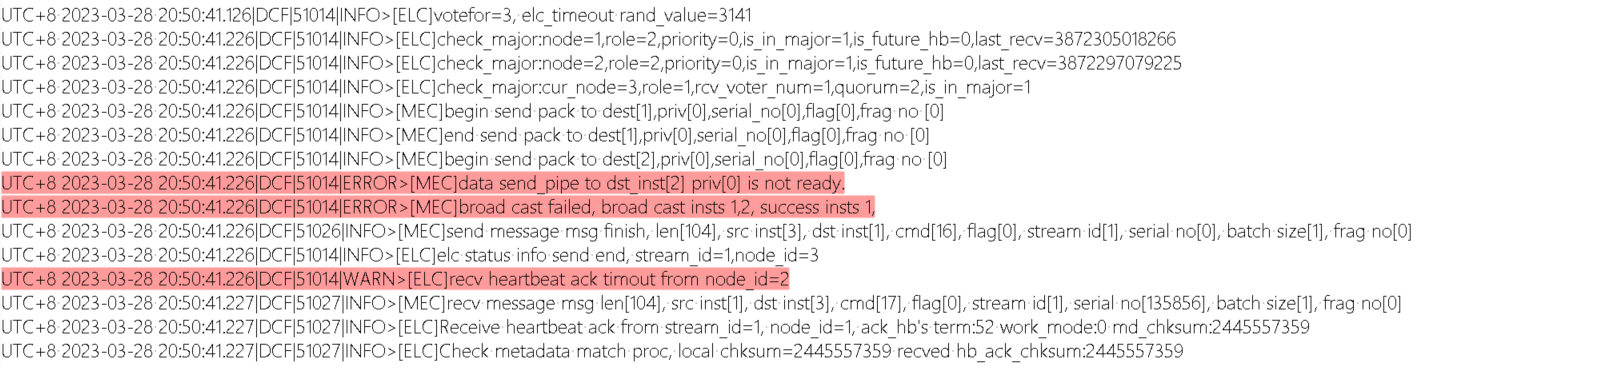 UTC+8 2023-03-28 20:50:41.126|DCF|51014|INFO>[ELC]votefor=3, elc_timeout rand_value=3141
UTC+8 2023-03-28 20:50:41.226|DCF|51014|INFO>[ELC]check_major:node=1,role=2,priority=0,is_in_major=1,is_future_hb=0,last_recv=3872305018266
UTC+8 2023-03-28 20:50:41.226|DCF|51014|INFO>[ELC]check_major:node=2,role=2,priority=0,is_in_major=1,is_future_hb=0,last_recv=3872297079225
UTC+8 2023-03-28 20:50:41.226|DCF|51014|INFO>[ELC]check_major:cur_node=3,role=1,rcv_voter_num=1,quorum=2,is_in_major=1
UTC+8 2023-03-28 20:50:41.226|DCF|51014|INFO>[MEC]begin send pack to dest[1],priv[0],serial_no[0],flag[0],frag no [0]
UTC+8 2023-03-28 20:50:41.226|DCF|51014|INFO>[MEC]end send pack to dest[1],priv[0],serial_no[0],flag[0],frag no [0]
UTC+8 2023-03-28 20:50:41.226|DCF|51014|INFO>[MEC]begin send pack to dest[2],priv[0],serial_no[0],flag[0],frag no [0]
UTC+8 2023-03-28 20:50:41.226|DCF|51014|ERROR>[MEC]data send_pipe to dst_inst[2] priv[0] is not ready.
UTC+8 2023-03-28 20:50:41.226|DCF|51014|ERROR>[MEC]broad cast failed, broad cast insts 1,2, success insts 1,
UTC+8 2023-03-28 20:50:41.226|DCF|51026|INFO>[MEC]send message msg finish, len[104], src inst[3], dst inst[1], cmd[16], flag[0], stream id[1], serial no[0], batch size[1], frag no[0]
UTC+8 2023-03-28 20:50:41.226|DCF|51014|INFO>[ELC]elc status info send end, stream_id=1,node_id=3
UTC+8 2023-03-28 20:50:41.226|DCF|51014|WARN>[ELC]recv heartbeat ack timout from node_id=2
UTC+8 2023-03-28 20:50:41.227|DCF|51027|INFO>[MEC]recv message msg len[104], src inst[1], dst inst[3], cmd[17], flag[0], stream id[1], serial no[135856], batch size[1], frag no[0]
UTC+8 2023-03-28 20:50:41.227|DCF|51027|INFO>[ELC]Receive heartbeat ack from stream_id=1, node_id=1, ack_hb's term:52 work_mode:0 md_chksum:2445557359
UTC+8 2023-03-28 20:50:41.227|DCF|51027|INFO>[ELC]Check metadata match proc, local chksum=2445557359 recved hb_ack_chksum:2445557359